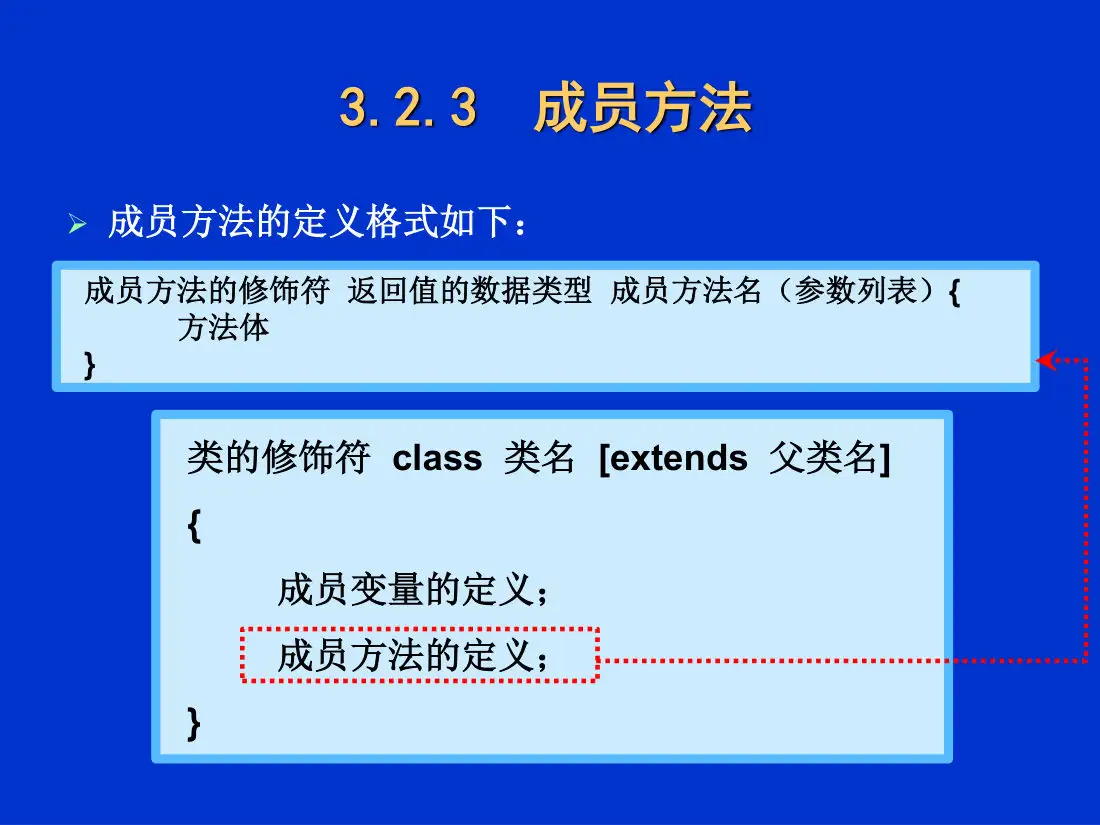 3.2.3 成员方法
成员方法的定义格式如下：
成员方法的修饰符 返回值的数据类型 成员方法名（参数列表）{
方法体
}
类的修饰符 class 类名 [extends 父类名]
{
成员变量的定义；
成员方法的定义；
}